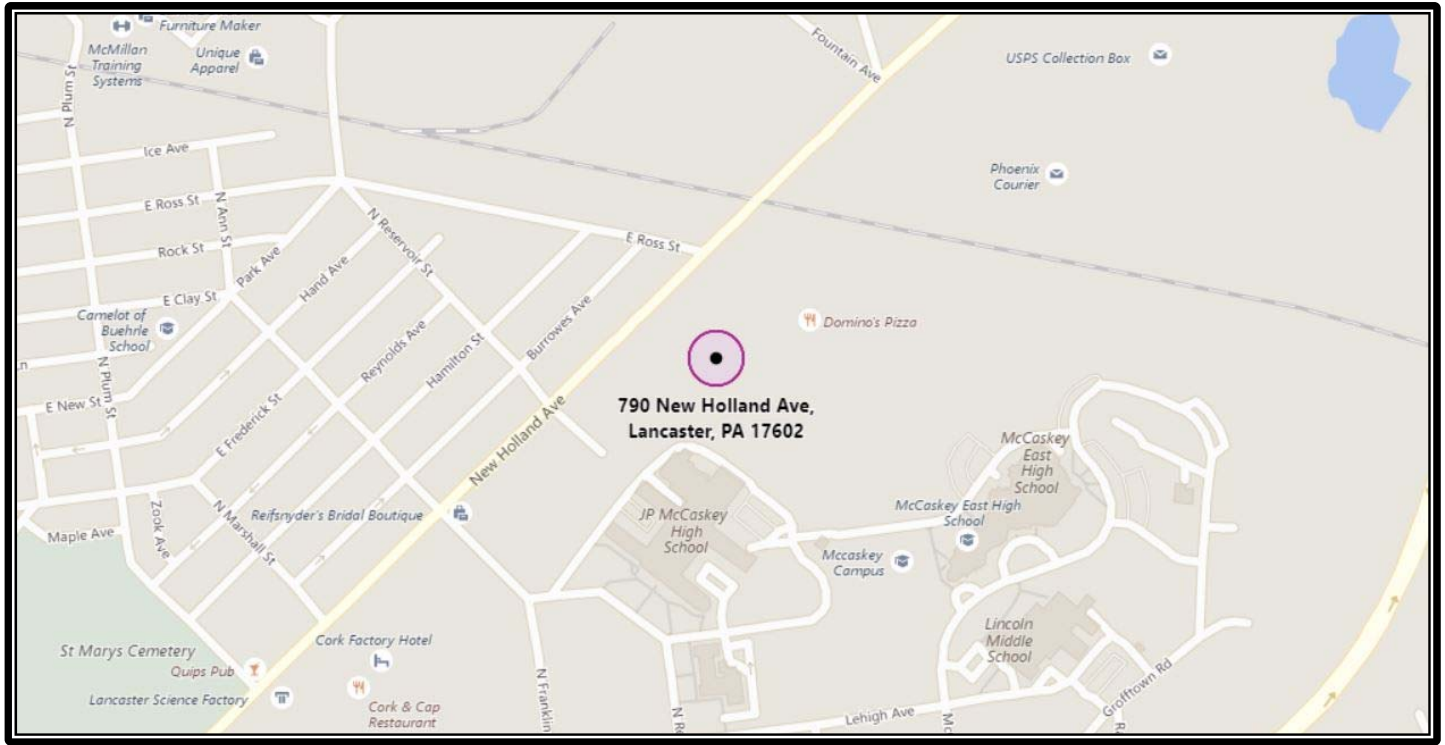 Furniture Maker
McMillan
Training
Systems
Unique
Apparel
Fountain Ave
USPS Collection Box
N Plum St
Ice Ave
Phoenix
Courier
E Ross St
N Ann St
N Reservoir St
E Ross St
Rock St
Park Ave
Hand Ave
E Clay St
Camelot of
Buehrle
School
Reynolds Ave
Hamilton St
Burrowes Ave
Domino's Pizza
Ln
N Plum St
790 New Holland Ave,
Lancaster, PA 17602
E New St
E Frederick St
New Holland Ave
McCaskey
East
High
School
Reifsnyder's Bridal Boutique
JP McCaskey
High
School
McCaskey East High
School
Maple Ave
Zook Ave
N Marshall St
Mccaskey
Campus
St Marys Cemetery
Quips Pub
Cork Factory Hotel
Lincoln
Middle
School
Lancaster Science Factory
Cork & Cap
Restaurant
N Franklin
N Re
Lehigh Ave
Mc
Grofftown Rd
R